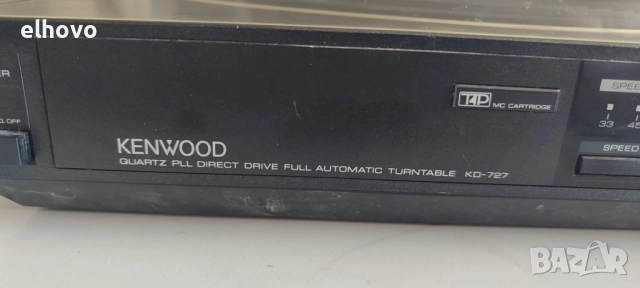 elhovo
ER
OFF
T4P MC CARTRIDGE
SPEED
33 45
SPEED
KENWOOD
QUARTZ PLL DIRECT DRIVE FULL AUTOMATIC TURNTABLE KD-727
BAZAR